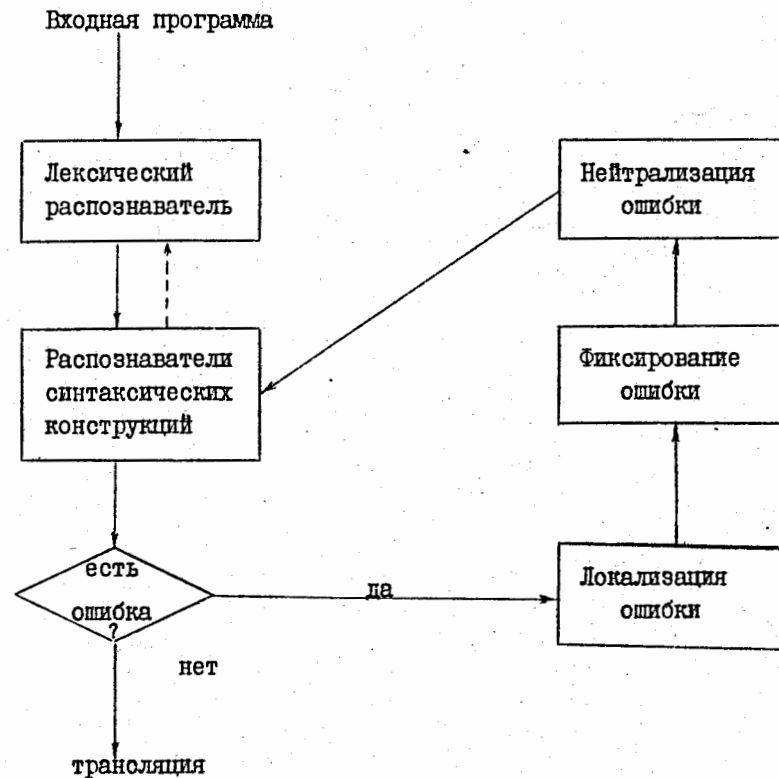 Входная программа
Лексический
распознаватель
Распознаватели
синтаксических
конструкций
есть
ошибка
?
да
нет
трансляция
Нейтрализация
ошибки
Фиксирование
ошибки
Локализация
ошибки